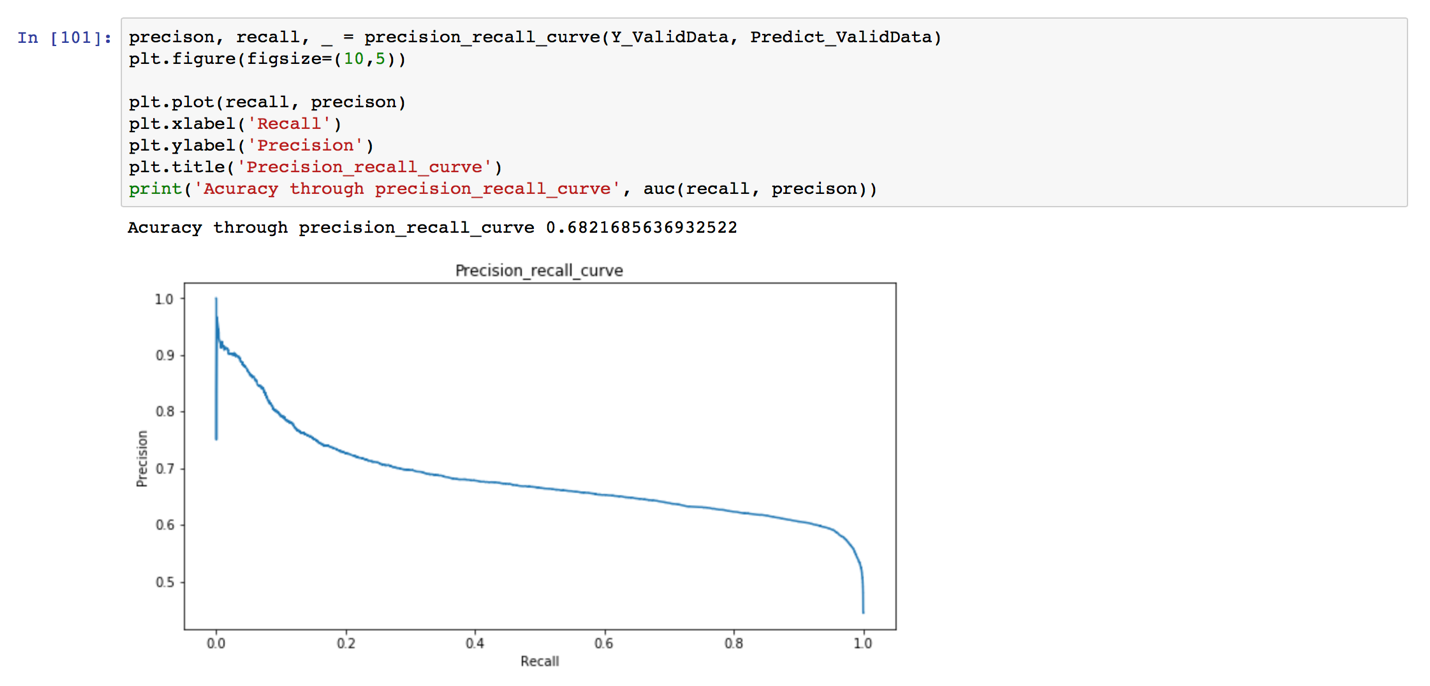 In [101]: precison, recall, _ = precision_recall_curve(Y_ValidData, Predict_ValidData)
plt.figure(figsize=(10,5))
plt.plot(recall, precison)
plt.xlabel('Recall')
plt.ylabel('Precision')
plt.title('Precision_recall_curve')
print('Acuracy through precision_recall_curve', auc(recall, precison))
Acuracy through precision_recall_curve 0.6821685636932522
Precision_recall_curve
1.0
0.9
0.8
0.7
0.6
0.5
Precision
0.0 0.2 0.4 0.6 0.8 1.0
Recall